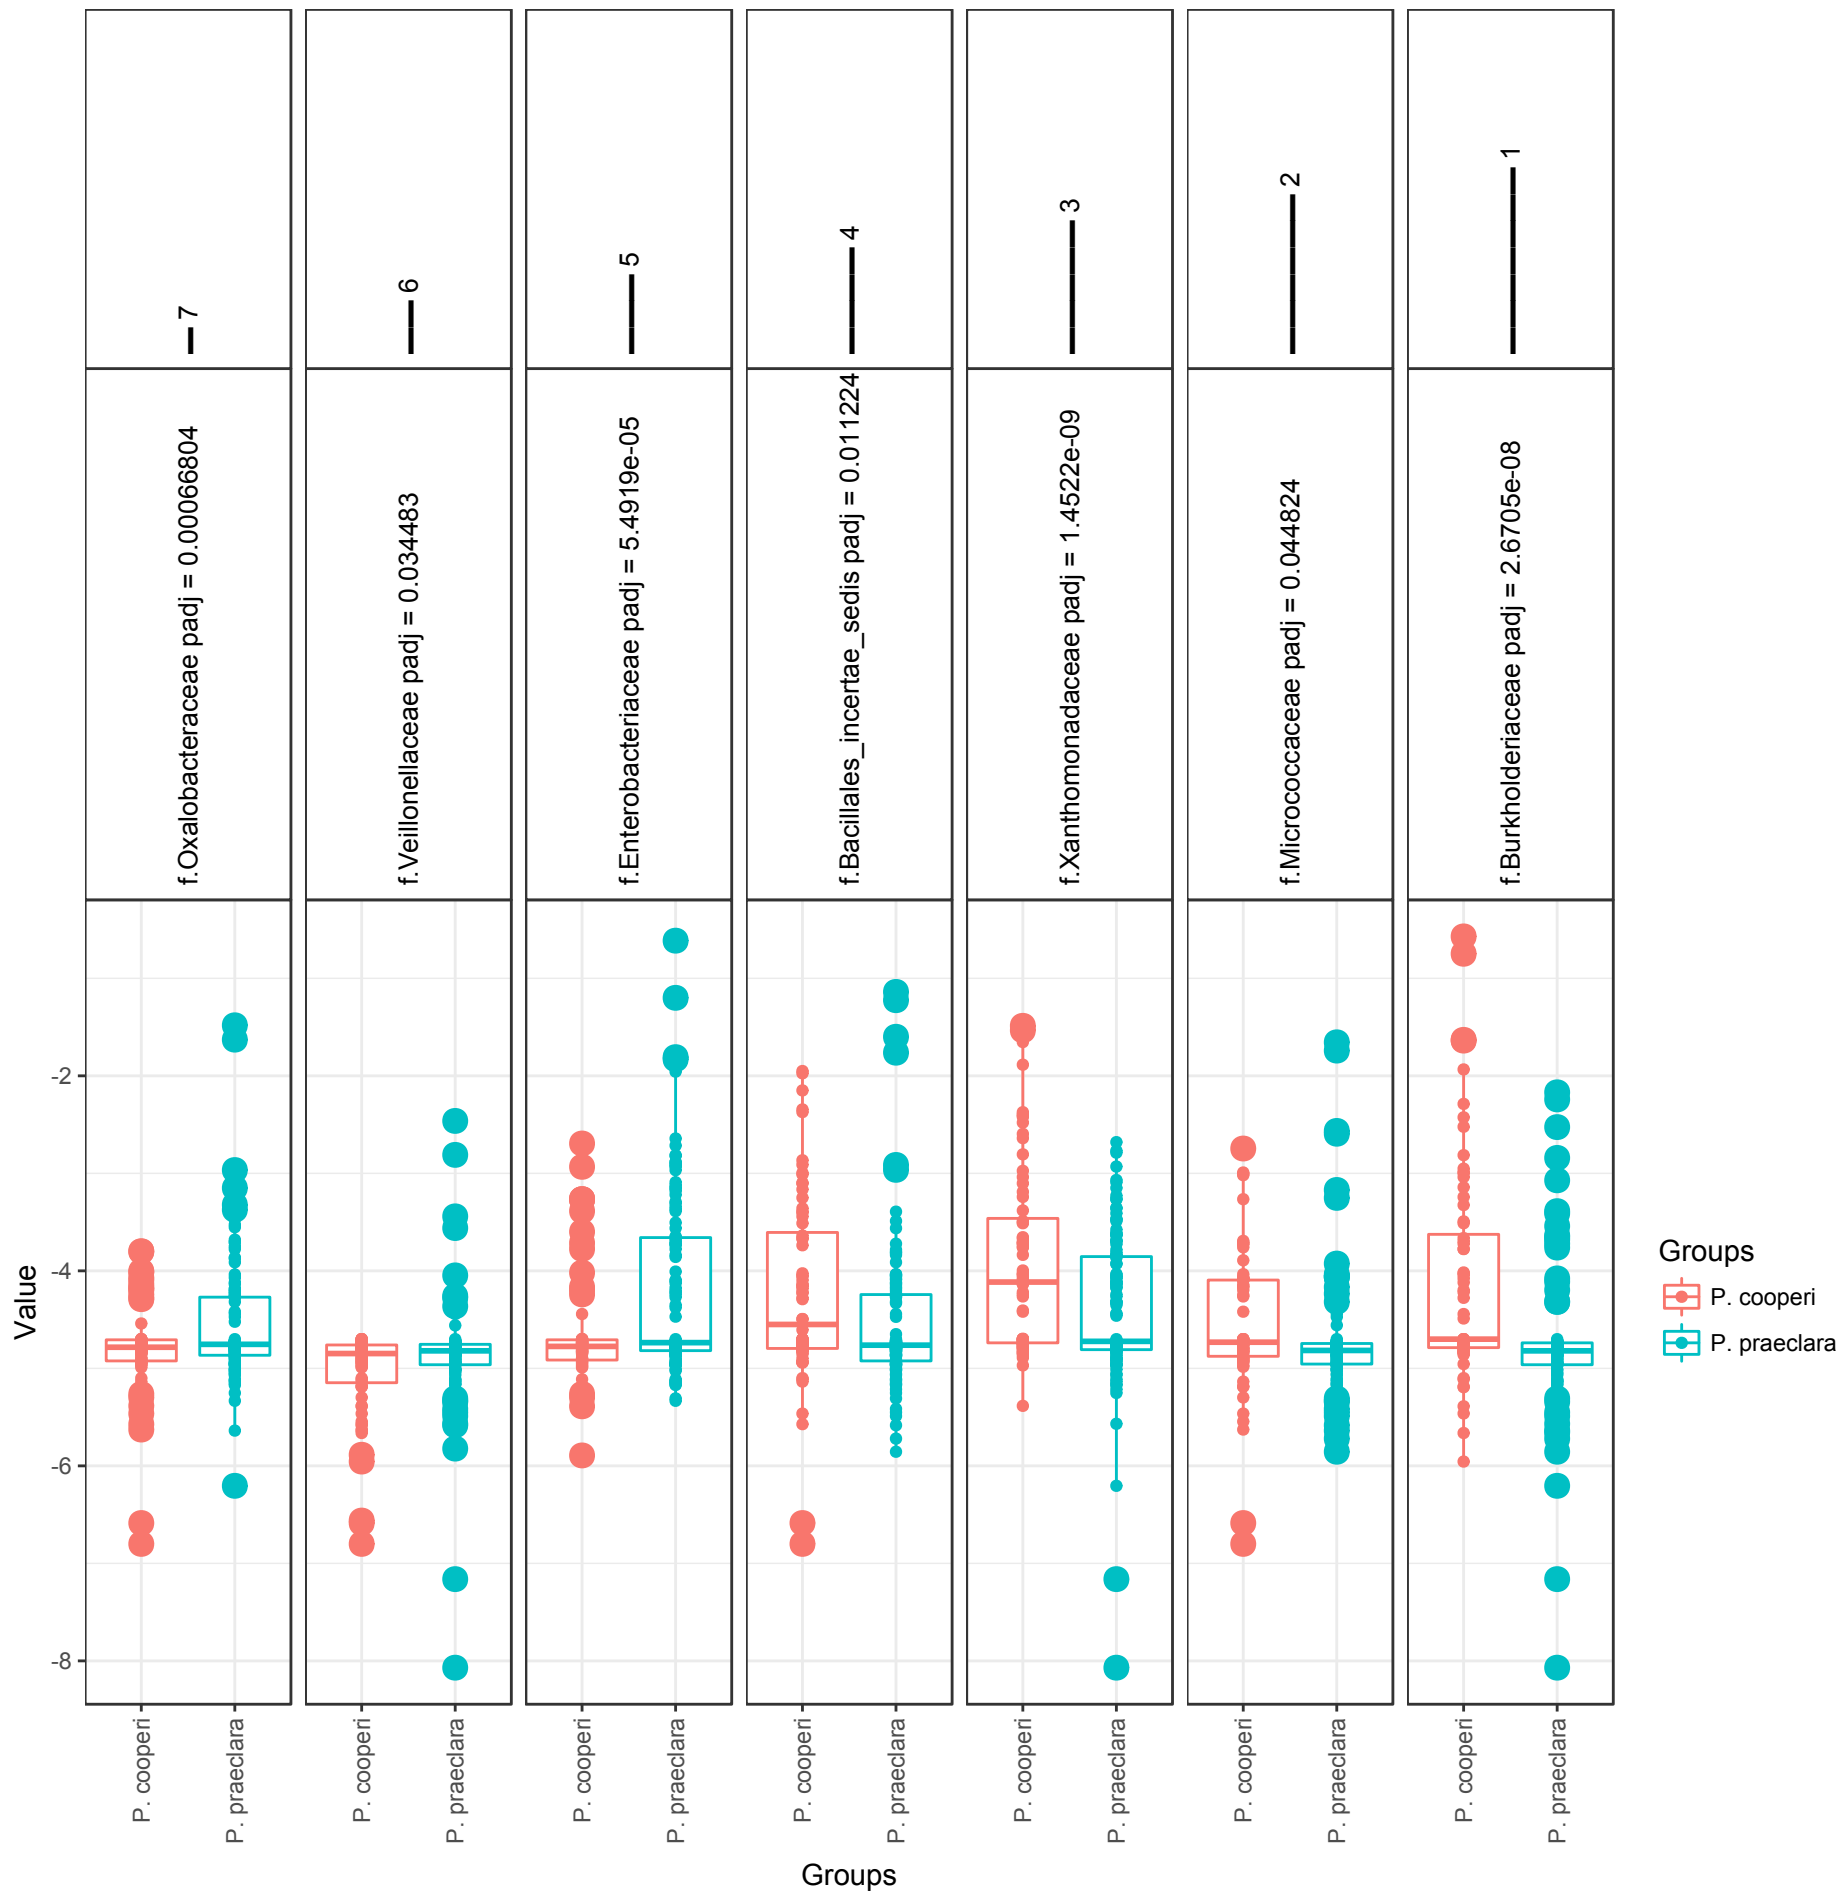 7
6
5
4
3
2
1
f.Oxalobacteraceae padj = 0.00066804
f.Veillonellaceae padj = 0.034483
f.Enterobacteriaceae padj = 5.4919e-05
f.Bacillales_incertae_sedis padj = 0.011224
f.Xanthomonadaceae padj = 1.4522e-09
f.Micrococcaceae padj = 0.044824
f.Burkholderiaceae padj = 2.6705e-08
Value
-2
-4
-6
-8
P. cooperi
P. praeclara
P. cooperi
P. praeclara
P. cooperi
P. praeclara
P. cooperi
P. praeclara
P. cooperi
P. praeclara
P. cooperi
P. praeclara
P. cooperi
P. praeclara
Groups
Groups
P. cooperi
P. praeclara